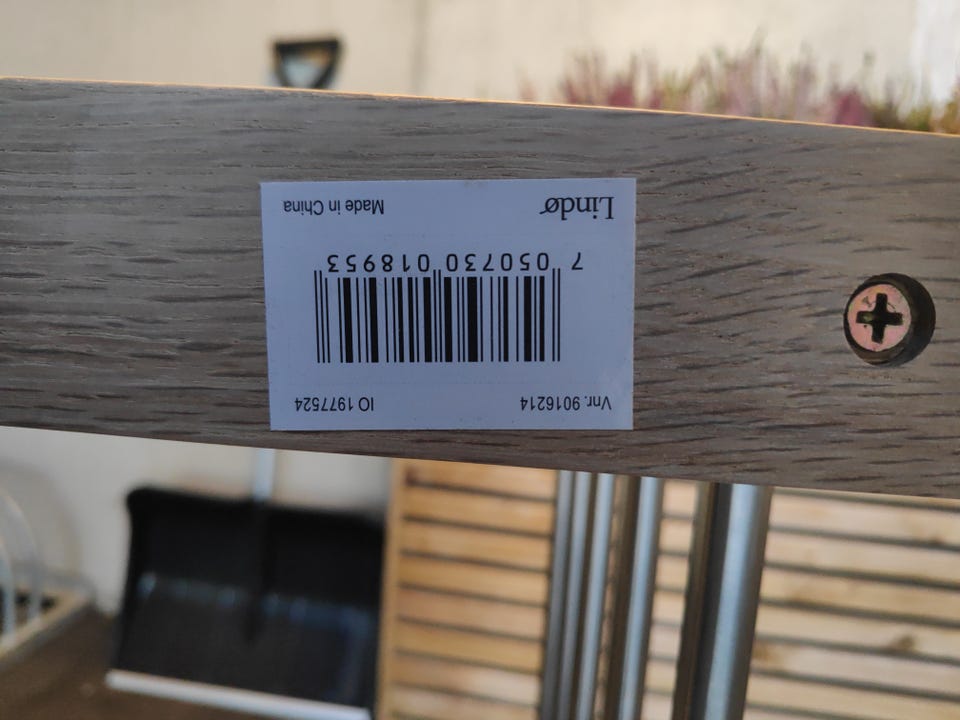 Vnr. 9016214 IO 1977524
7 050730 018953
Lindø Made in China